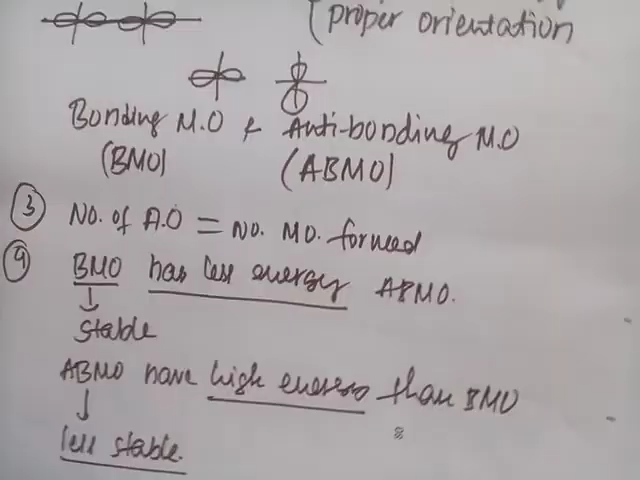 (proper orientation
Bonding M.O & Anti-bonding M.O
(BMO) (ABMO)
③ No. of A.O = No. MO. formed
④ BMO has less energy ABMO.
↓
stable
ABMO have high energy than BMO
↓
less stable.